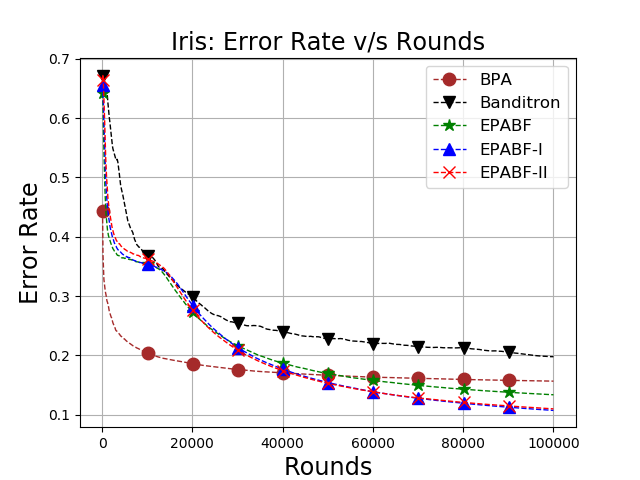 Iris: Error Rate v/s Rounds
0.7
0.6
0.5
0.4
0.3
0.2
0.1
Error Rate
BPA
Banditron
EPABF
EPABF-I
EPABF-II
0 20000 40000 60000 80000 100000
Rounds